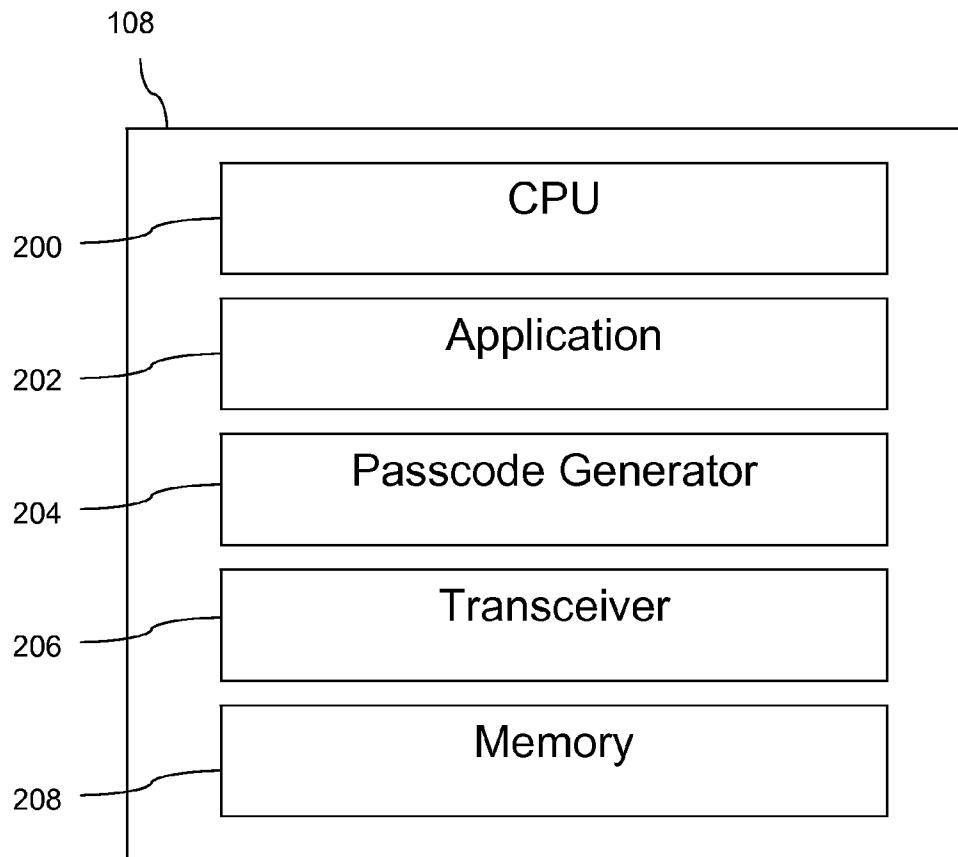 108
CPU
200
Application
202
Passcode Generator
204
Transceiver
206
Memory
208